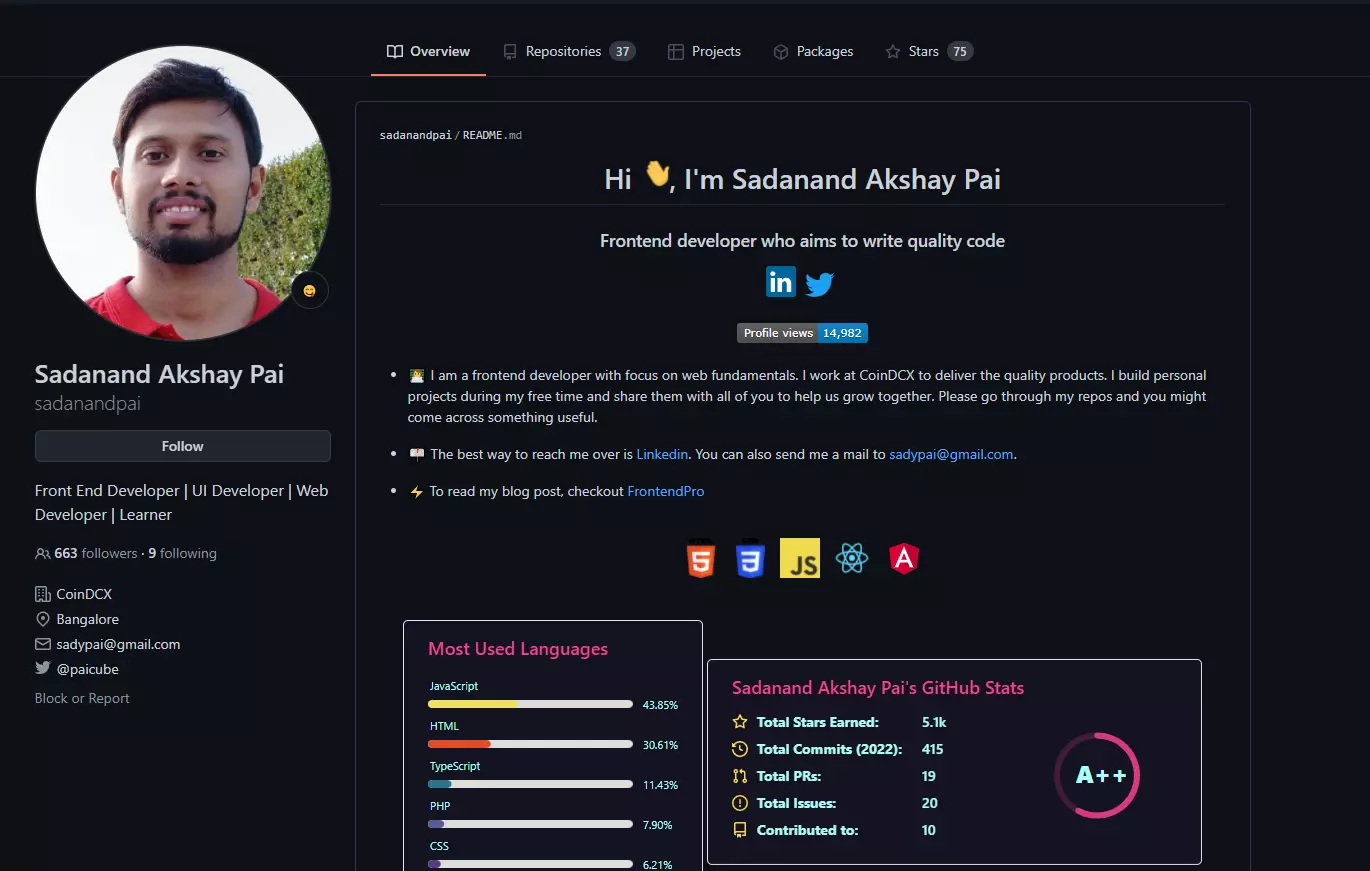 Overview Repositories 37 Projects Packages Stars 75
Sadanand Akshay Pai
sadanandpai
Follow
Front End Developer | UI Developer | Web
Developer | Learner
663 followers · 9 following
CoinDCX
Bangalore
sadypai@gmail.com
@paicube
Block or Report
sadanandpai/README.md
Hi 👋, I'm Sadanand Akshay Pai
Frontend developer who aims to write quality code
in
Profile views 14,982
I am a frontend developer with focus on web fundamentals. I work at CoinDCX to deliver the quality products. I build personal
projects during my free time and share them with all of you to help us grow together. Please go through my repos and you might
come across something useful.
The best way to reach me over is Linkedin. You can also send me a mail to sadypai@gmail.com.
⚡ To read my blog post, checkout FrontendPro
5 3 JS A
Most Used Languages
JavaScript
43.85%
HTML
30.61%
TypeScript
11.43%
PHP
7.90%
CSS
6.21%
Sadanand Akshay Pai's GitHub Stats
Total Stars Earned: 5.1k
Total Commits (2022): 415
Total PRs: 19
Total Issues: 20
Contributed to: 10
A++